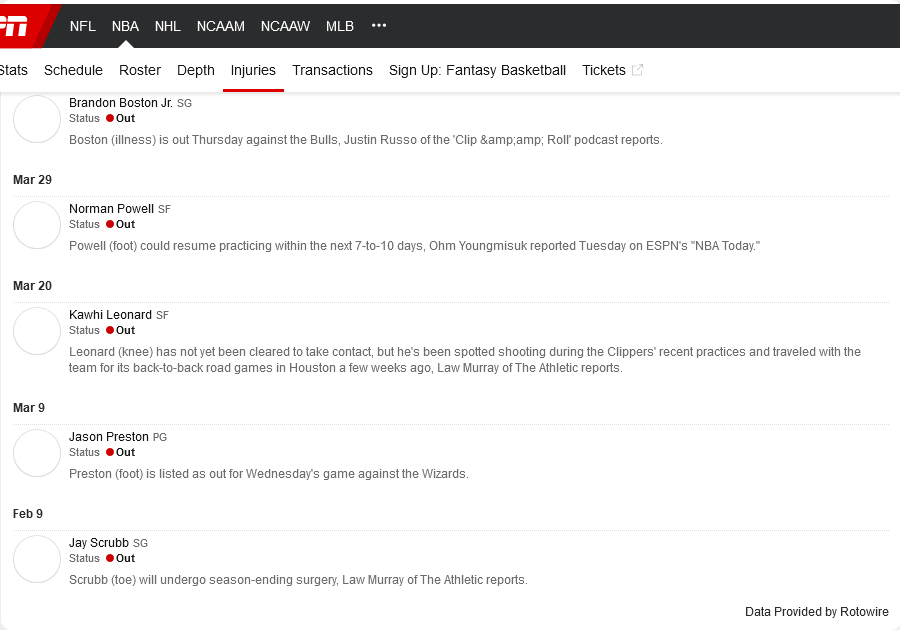 NFL NBA NHL NCAAM NCAAW MLB •••
Stats Schedule Roster Depth Injuries Transactions Sign Up: Fantasy Basketball Tickets
Brandon Boston Jr. SG
Status Out
Boston (illness) is out Thursday against the Bulls, Justin Russo of the 'Clip &amp;amp; Roll' podcast reports.
Mar 29
Norman Powell SF
Status Out
Powell (foot) could resume practicing within the next 7-to-10 days, Ohm Youngmisuk reported Tuesday on ESPN's "NBA Today."
Mar 20
Kawhi Leonard SF
Status Out
Leonard (knee) has not yet been cleared to take contact, but he's been spotted shooting during the Clippers' recent practices and traveled with the
team for its back-to-back road games in Houston a few weeks ago, Law Murray of The Athletic reports.
Mar 9
Jason Preston PG
Status Out
Preston (foot) is listed as out for Wednesday's game against the Wizards.
Feb 9
Jay Scrubb SG
Status Out
Scrubb (toe) will undergo season-ending surgery, Law Murray of The Athletic reports.
Data Provided by Rotowire